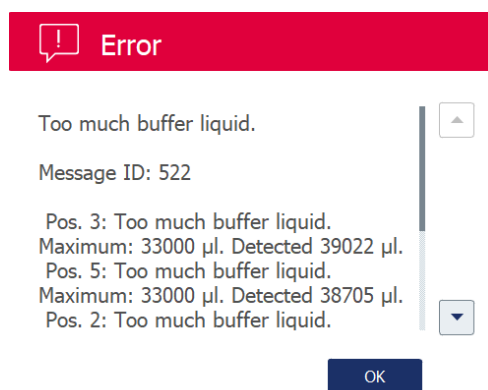 Error
Too much buffer liquid.
Message ID: 522
Pos. 3: Too much buffer liquid.
Maximum: 33000 µl. Detected 39022 µl.
Pos. 5: Too much buffer liquid.
Maximum: 33000 µl. Detected 38705 µl.
Pos. 2: Too much buffer liquid.
OK